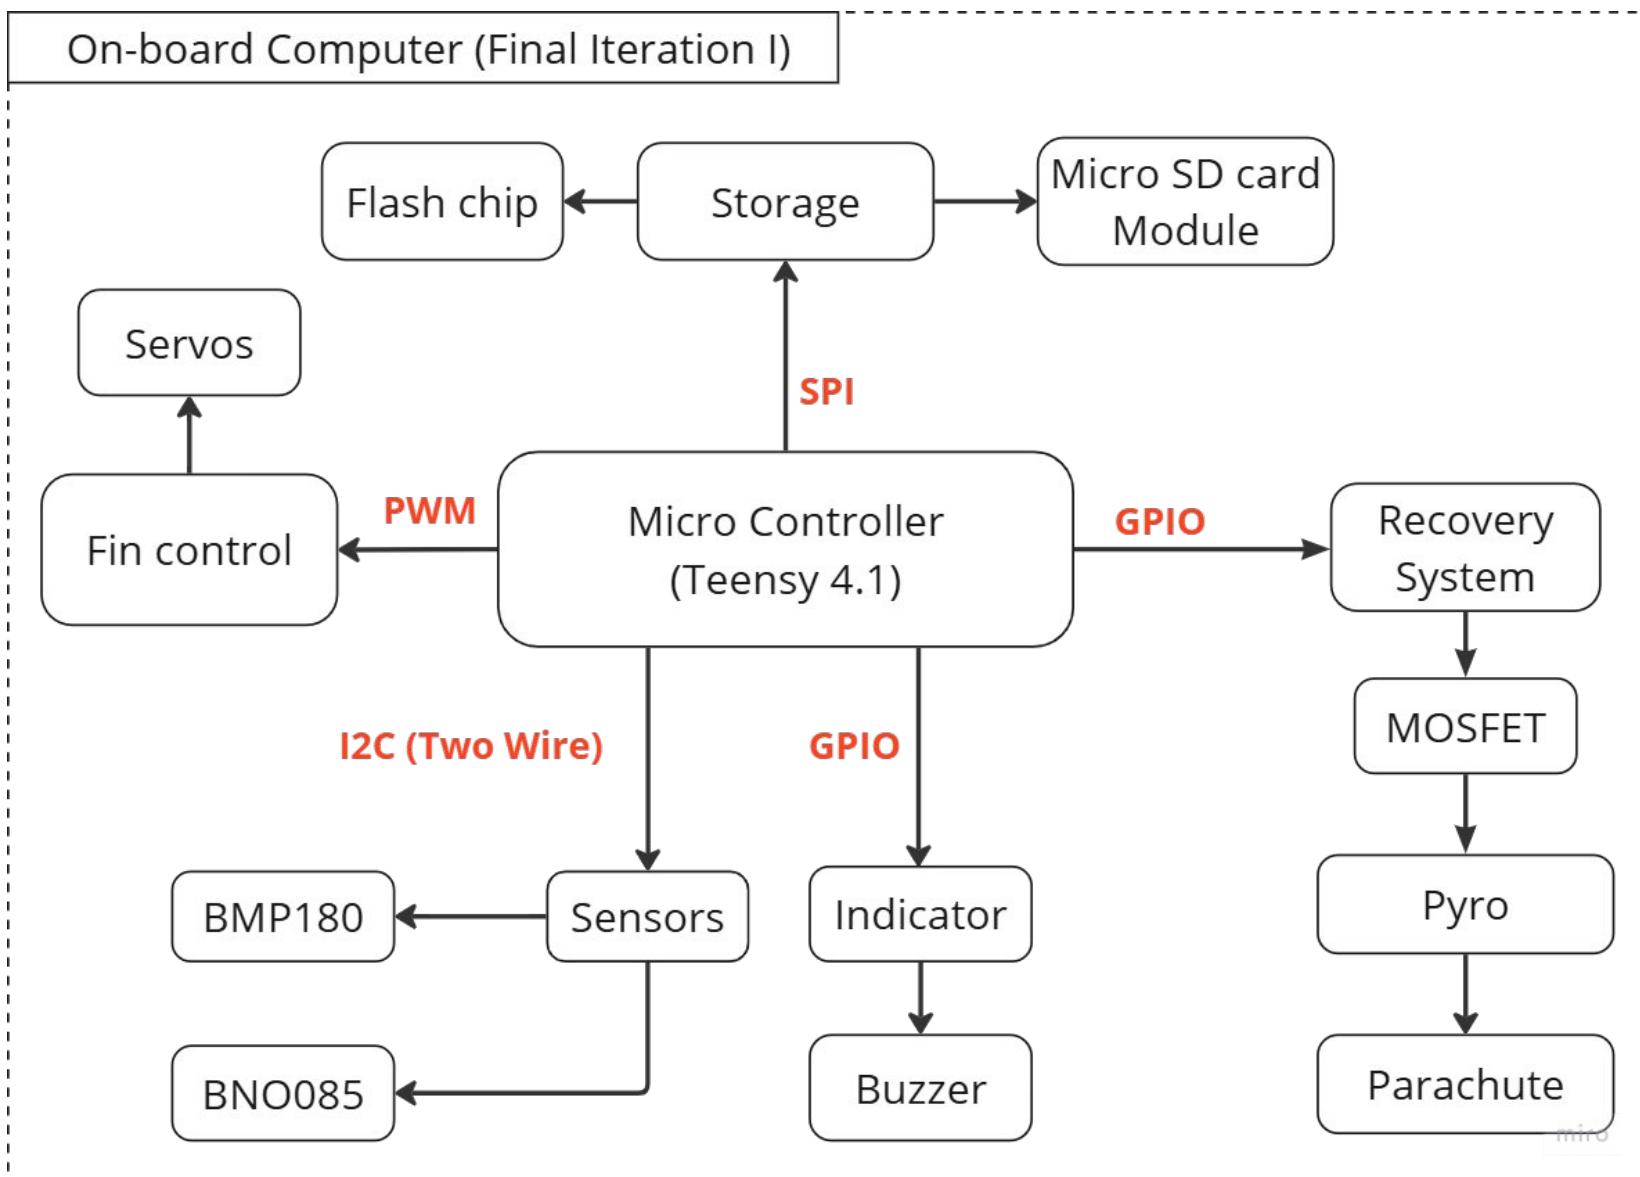 On-board Computer (Final Iteration I)
Flash chip
Storage
Micro SD card
Module
Servos
SPI
Fin control
PWM
Micro Controller
(Teensy 4.1)
GPIO
Recovery
System
MOSFET
I2C (Two Wire)
GPIO
BMP180
Sensors
Indicator
Pyro
BNO085
Buzzer
Parachute
miro